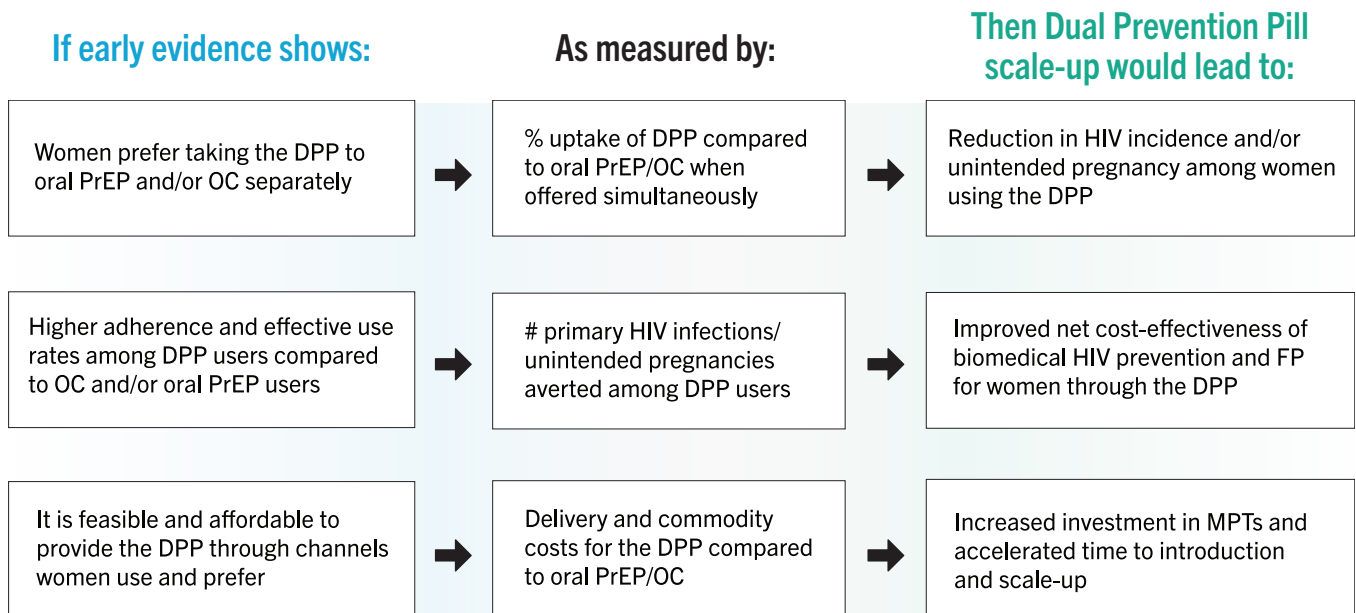 If early evidence shows:
As measured by:
Then Dual Prevention Pill
scale-up would lead to:
Women prefer taking the DPP to
oral PrEP and/or OC separately
% uptake of DPP compared
to oral PrEP/OC when
offered simultaneously
Reduction in HIV incidence and/or
unintended pregnancy among women
using the DPP
Higher adherence and effective use
rates among DPP users compared
to OC and/or oral PrEP users
# primary HIV infections/
unintended pregnancies
averted among DPP users
Improved net cost-effectiveness of
biomedical HIV prevention and FP
for women through the DPP
It is feasible and affordable to
provide the DPP through channels
women use and prefer
Delivery and commodity
costs for the DPP compared
to oral PrEP/OC
Increased investment in MPTs and
accelerated time to introduction
and scale-up